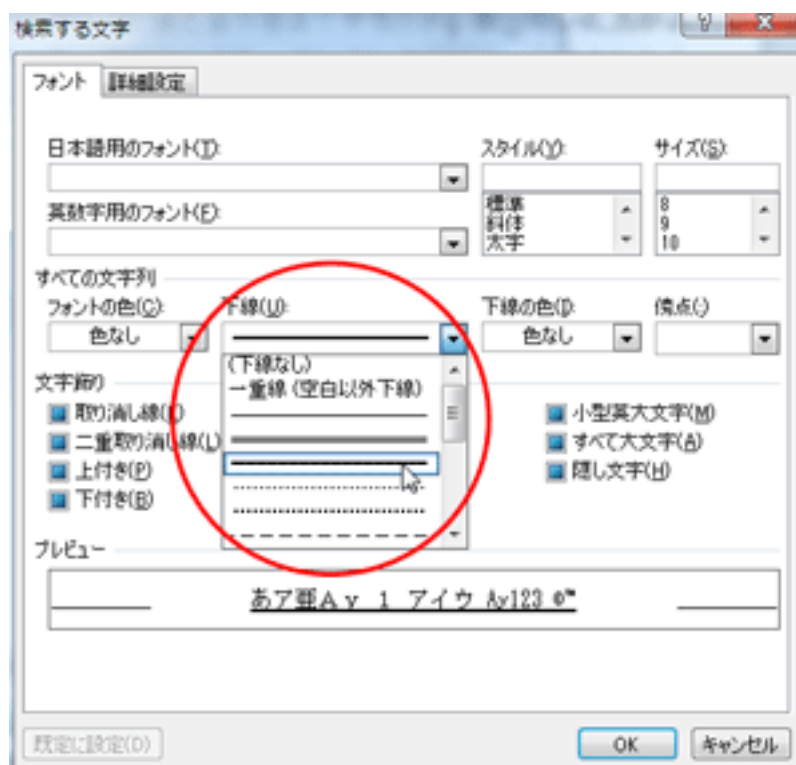 検索する文字
フォント 詳細設定
日本語用のフォント(T): スタイル(Y): サイズ(S):
標準 8
英数字用のフォント(F): 斜体 9
太字 10
すべての文字列
フォントの色(C): 下線(U): 下線の色(I): 傍点(:)
色なし 色なし
(下線なし)
文字飾り 一重線 (空白以外下線)
取り消し線(K) 小型英大文字(M)
二重取り消し線(L) すべて大文字(A)
上付き(P) 隠し文字(H)
下付き(B)
プレビュー
あア亜Ay 1 アイウ Ay123 ©™
既定に設定(D) OK キャンセル